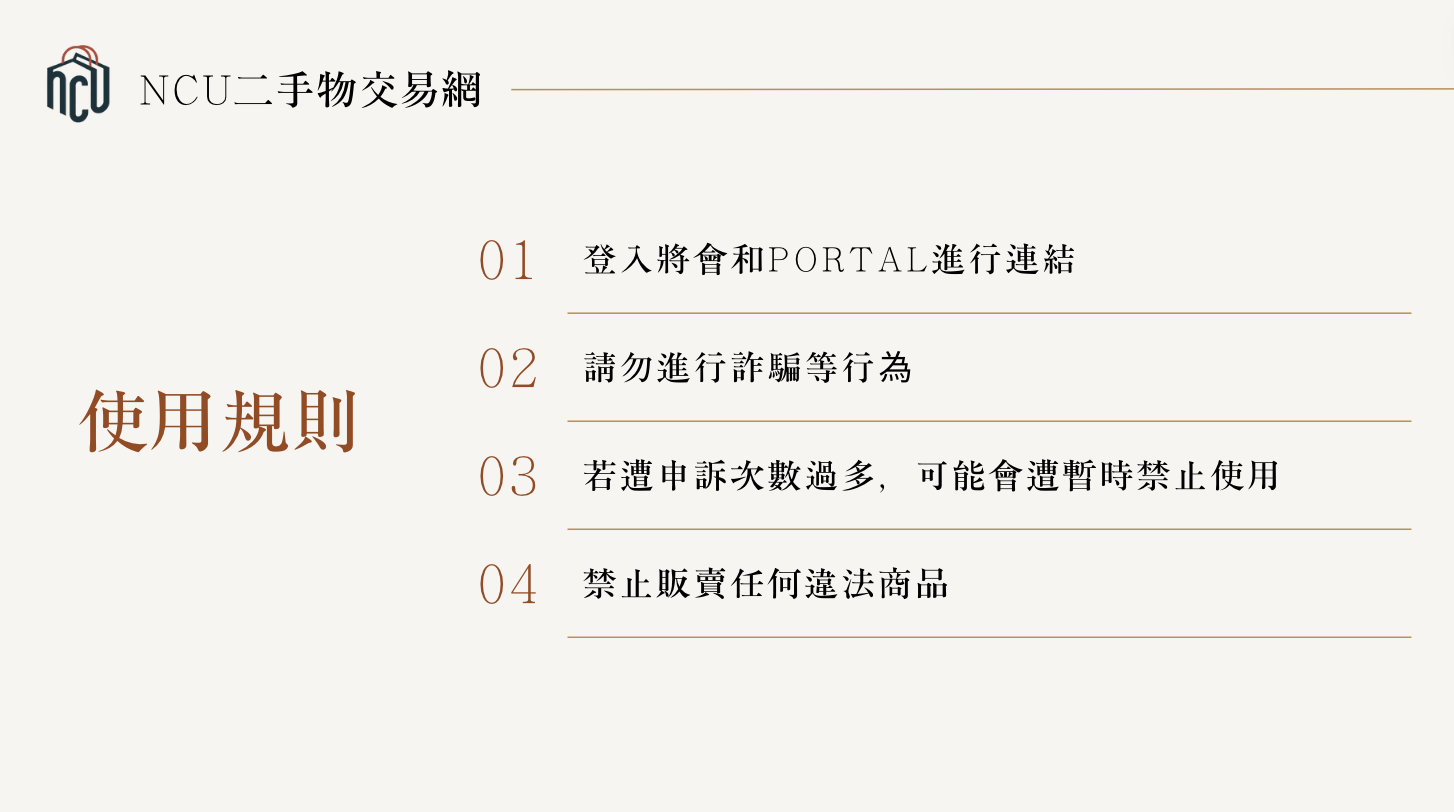 ncu
NCU二手物交易網
使用規則
01 登入將會和PORTAL進行連結
02 請勿進行詐騙等行為
03 若遭申訴次數過多，可能會遭暫時禁止使用
04 禁止販賣任何違法商品